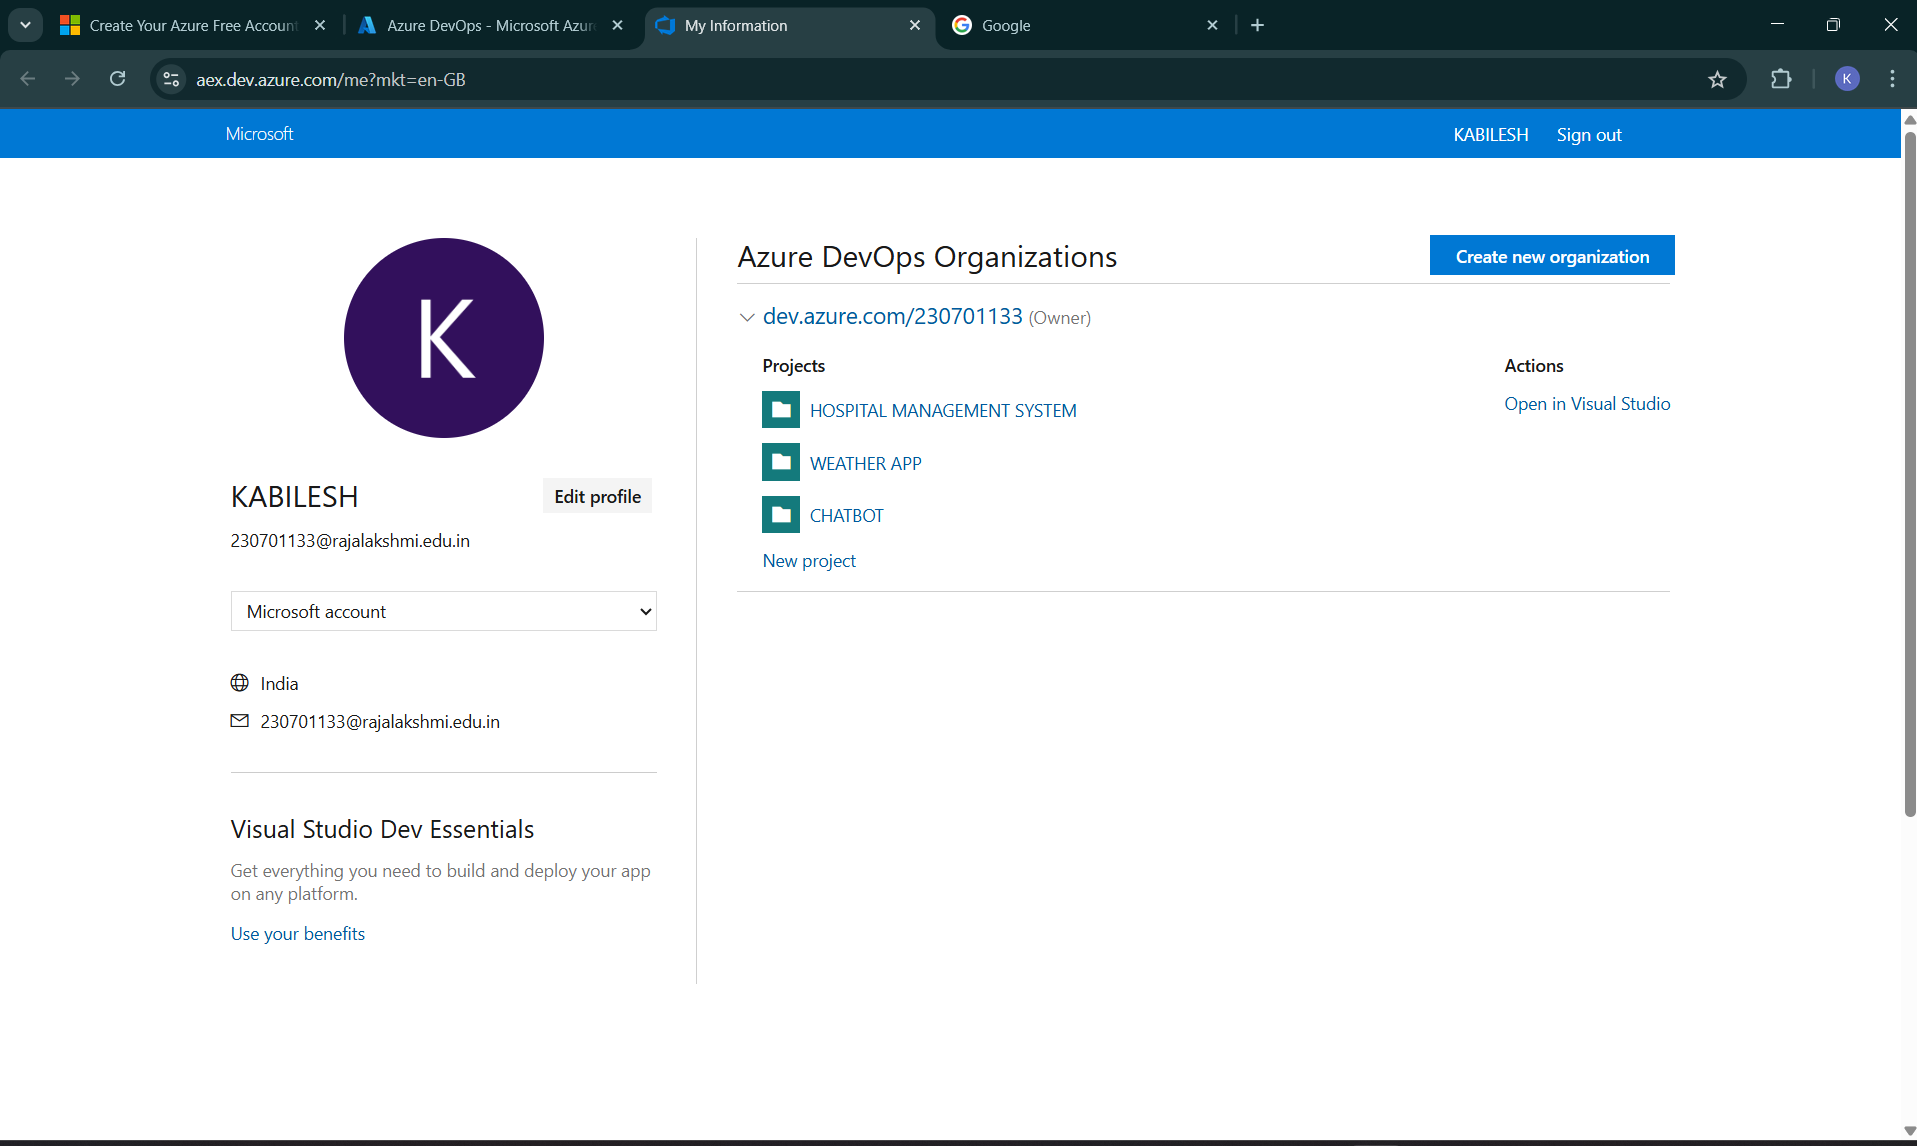 Create Your Azure Free Account
Azure DevOps - Microsoft Azur
My Information
Google
aex.dev.azure.com/me?mkt=en-GB
K
Microsoft
KABILESH
Sign out
K
KABILESH
Edit profile
230701133@rajalakshmi.edu.in
Microsoft account
India
230701133@rajalakshmi.edu.in
Visual Studio Dev Essentials
Get everything you need to build and deploy your app
on any platform.
Use your benefits
Azure DevOps Organizations
Create new organization
dev.azure.com/230701133 (Owner)
Projects
Actions
HOSPITAL MANAGEMENT SYSTEM
Open in Visual Studio
WEATHER APP
CHATBOT
New project